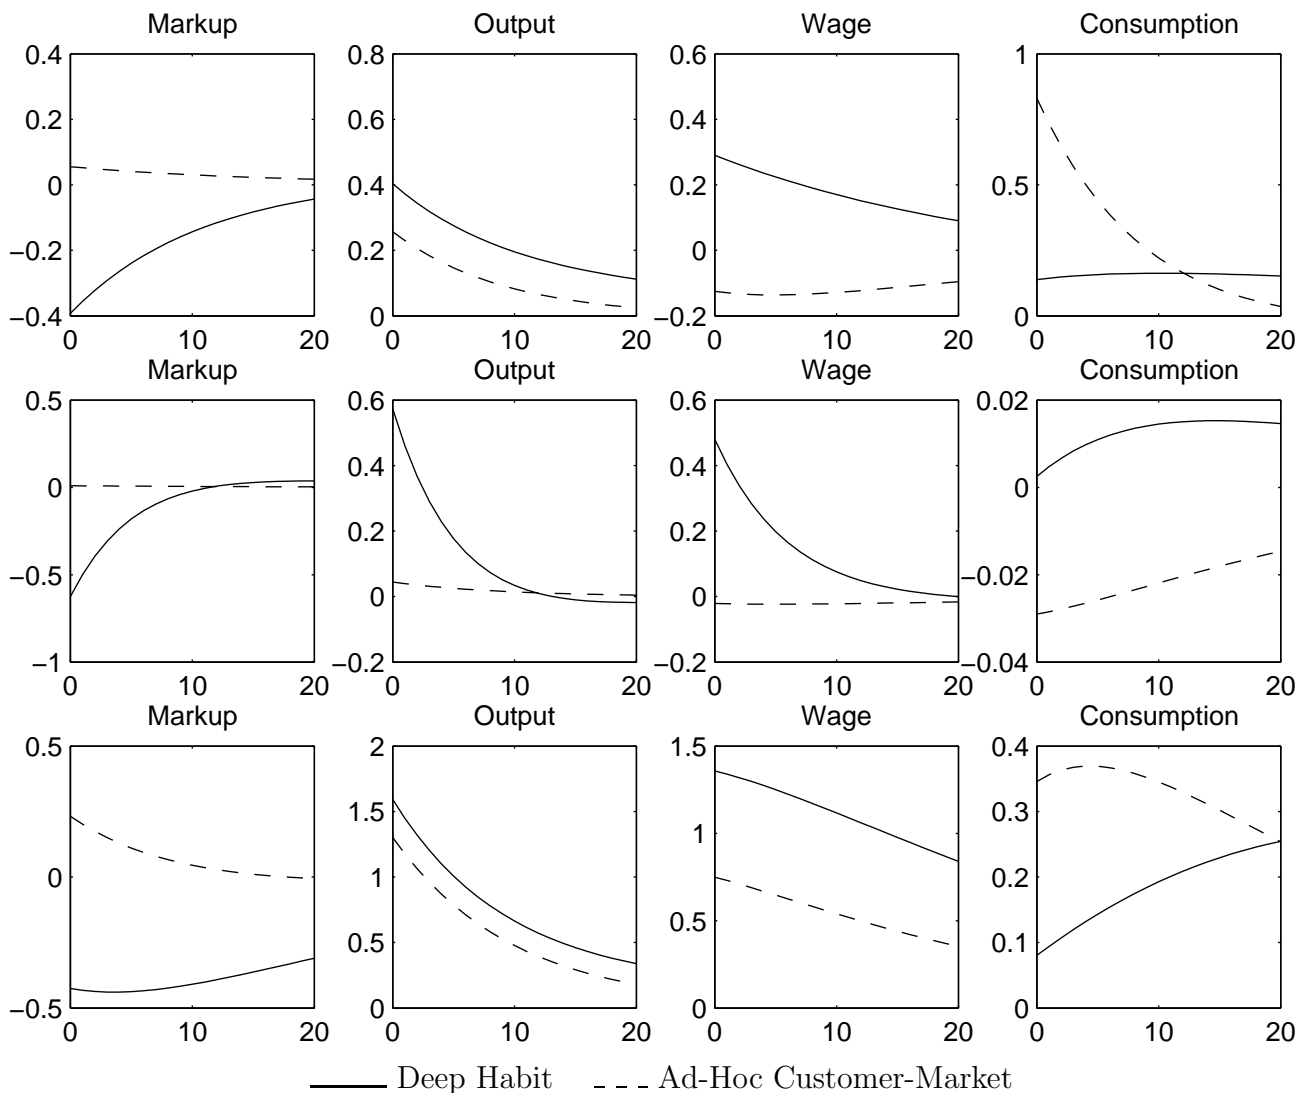 Markup Output Wage Consumption
0.4 0.8 0.6 1
0.2 0.6 0.4
0 0.4 0.2 0.5
−0.2 0.2 0
−0.4 0 −0.2 0
0 10 20 0 10 20 0 10 20 0 10 20
Markup Output Wage Consumption
0.5 0.6 0.6 0.02
0.4 0.4
0 0
0.2 0.2
−0.5 −0.02
0 0
−1 −0.2 −0.2 −0.04
0 10 20 0 10 20 0 10 20 0 10 20
Markup Output Wage Consumption
0.5 2 1.5 0.4
1.5 0.3
1
0 1 0.2
0.5
0.5 0.1
−0.5 0 0 0
0 10 20 0 10 20 0 10 20 0 10 20
Deep Habit Ad-Hoc Customer-Market